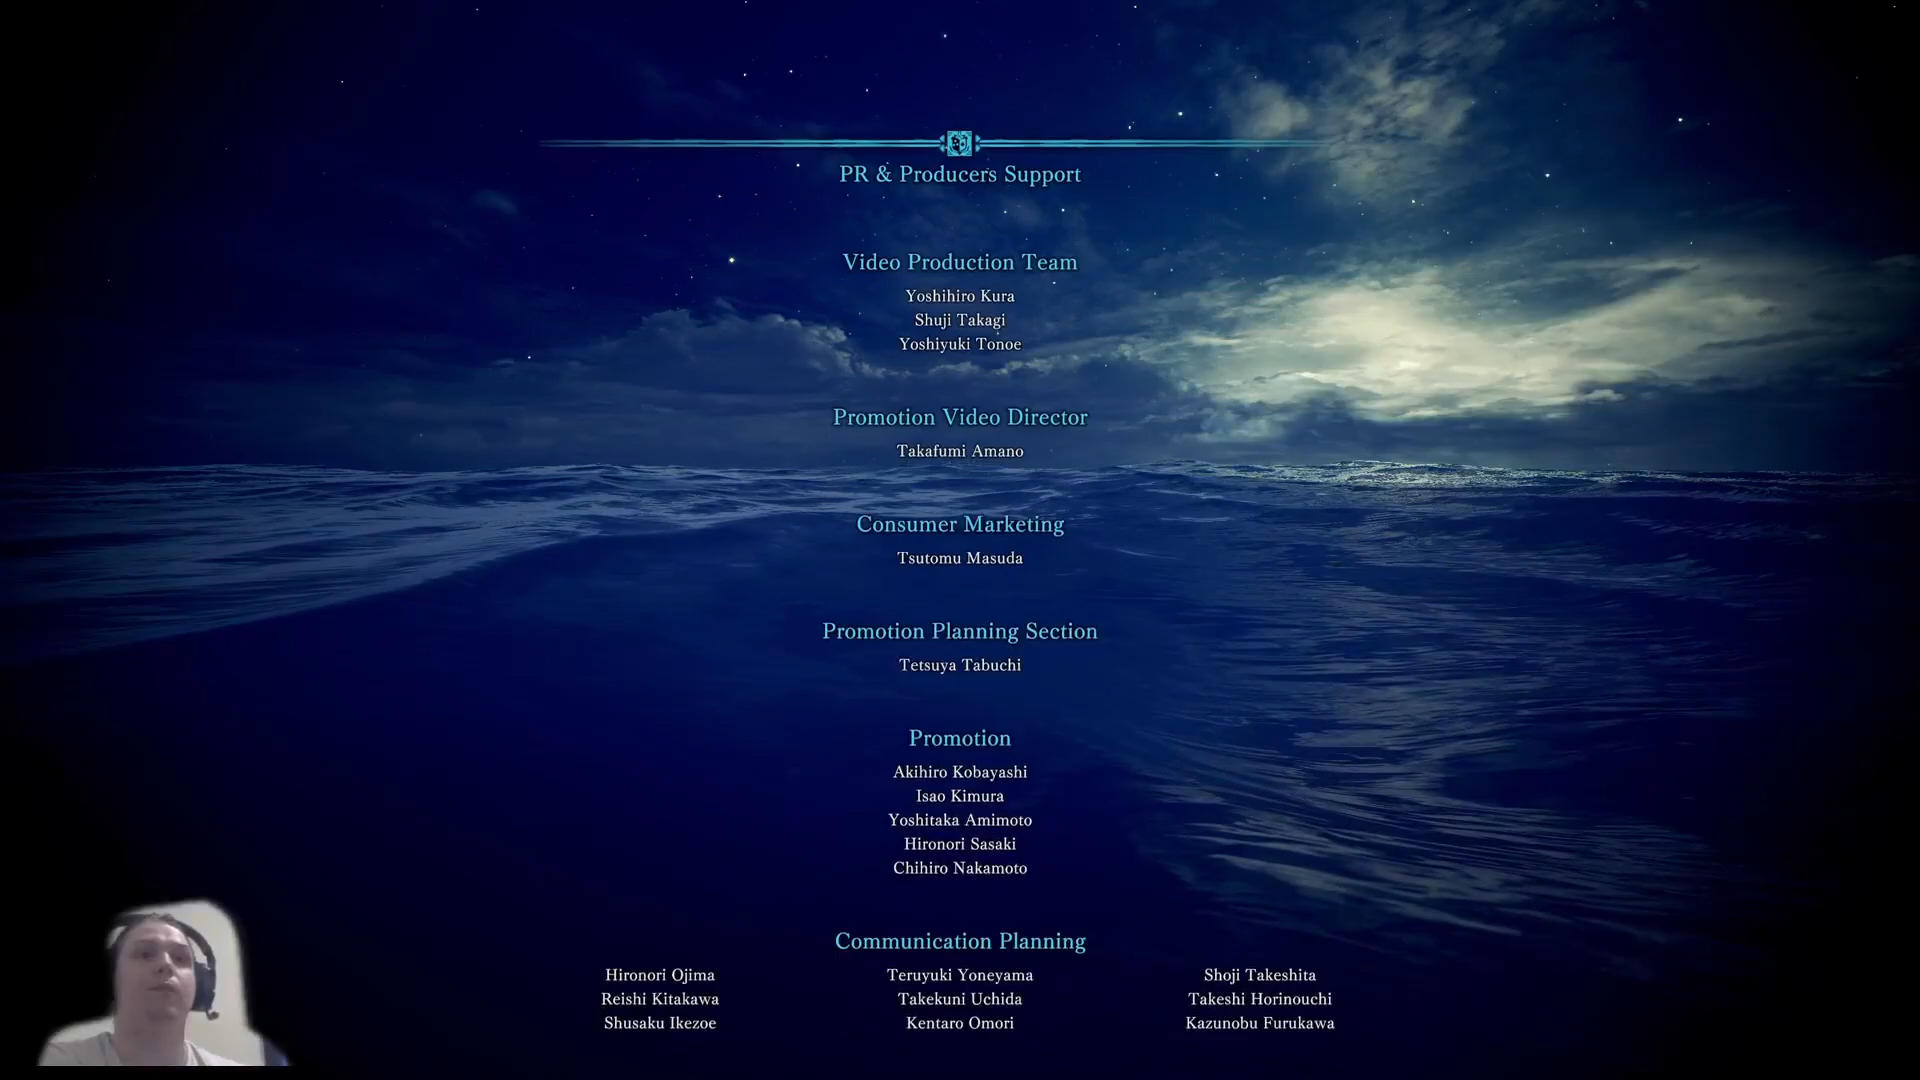 PR & Producers Support
Video Production Team
Yoshihiro Kura
Shuji Takagi
Yoshiyuki Tonoe
Promotion Video Director
Takafumi Amano
Consumer Marketing
Tsutomu Masuda
Promotion Planning Section
Tetsuya Tabuchi
Promotion
Akihiro Kobayashi
Isao Kimura
Yoshitaka Amimoto
Hironori Sasaki
Chihiro Nakamoto
Communication Planning
Hironori Ojima Teruyuki Yoneyama Shoji Takeshita
Reishi Kitakawa Takekuni Uchida Takeshi Horinouchi
Shusaku Ikezoe Kentaro Omori Kazunobu Furukawa